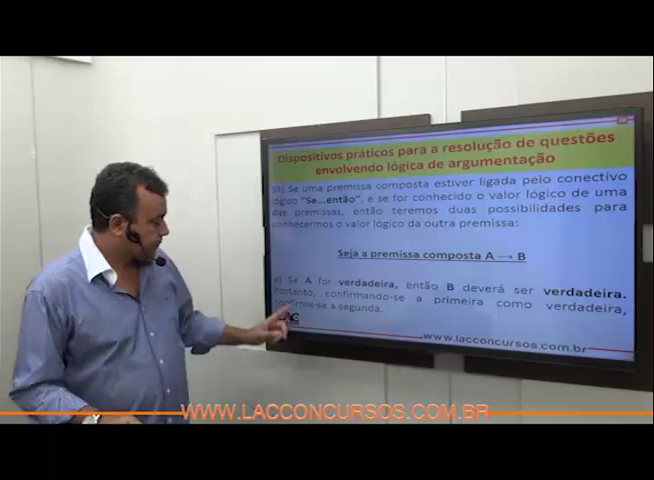 Dispositivos práticos para a resolução de questões
envolvendo lógica de argumentação
Se uma premissa composta estiver ligada pelo conectivo
lógico "Se...então", e se for conhecido o valor lógico de uma
das premissas, então teremos duas possibilidades para
conhecermos o valor lógico da outra premissa:
Seja a premissa composta A → B
a) Se A for verdadeira, então B deverá ser verdadeira.
Portanto, confirmando-se a primeira como verdadeira,
confirma-se a segunda.
www.lacconcursos.com.br
WWW.LACCONCURSOS.COM.BR